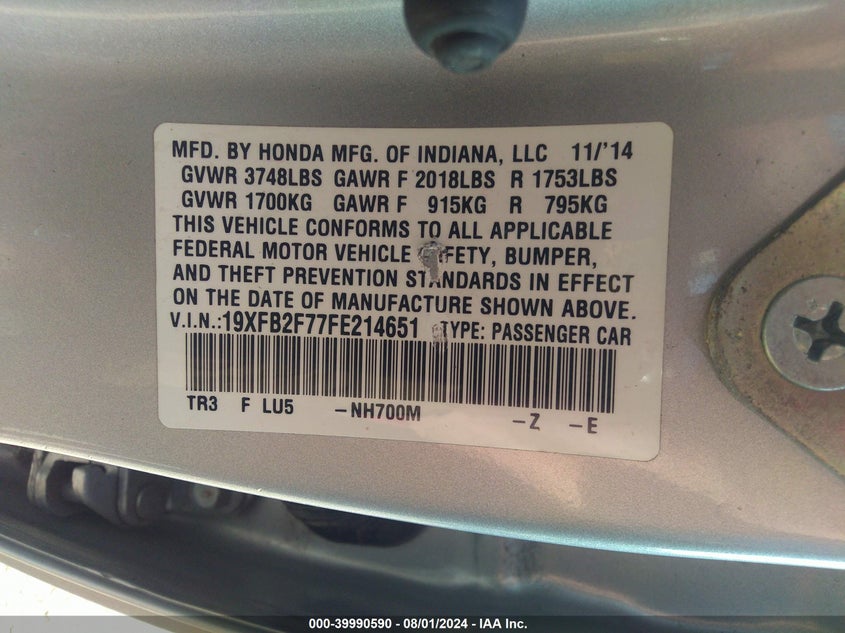 MFD. BY HONDA MFG. OF INDIANA, LLC 11/'14
GVWR 3748LBS GAWR F 2018LBS R 1753LBS
GVWR 1700KG GAWR F 915KG R 795KG
THIS VEHICLE CONFORMS TO ALL APPLICABLE
FEDERAL MOTOR VEHICLE SAFETY, BUMPER,
AND THEFT PREVENTION STANDARDS IN EFFECT
ON THE DATE OF MANUFACTURE SHOWN ABOVE.
V.I.N.:19XFB2F77FE214651 TYPE: PASSENGER CAR
TR3 F LU5 -NH700M -Z -E
000-39990590 - 08/01/2024 - IAA Inc.